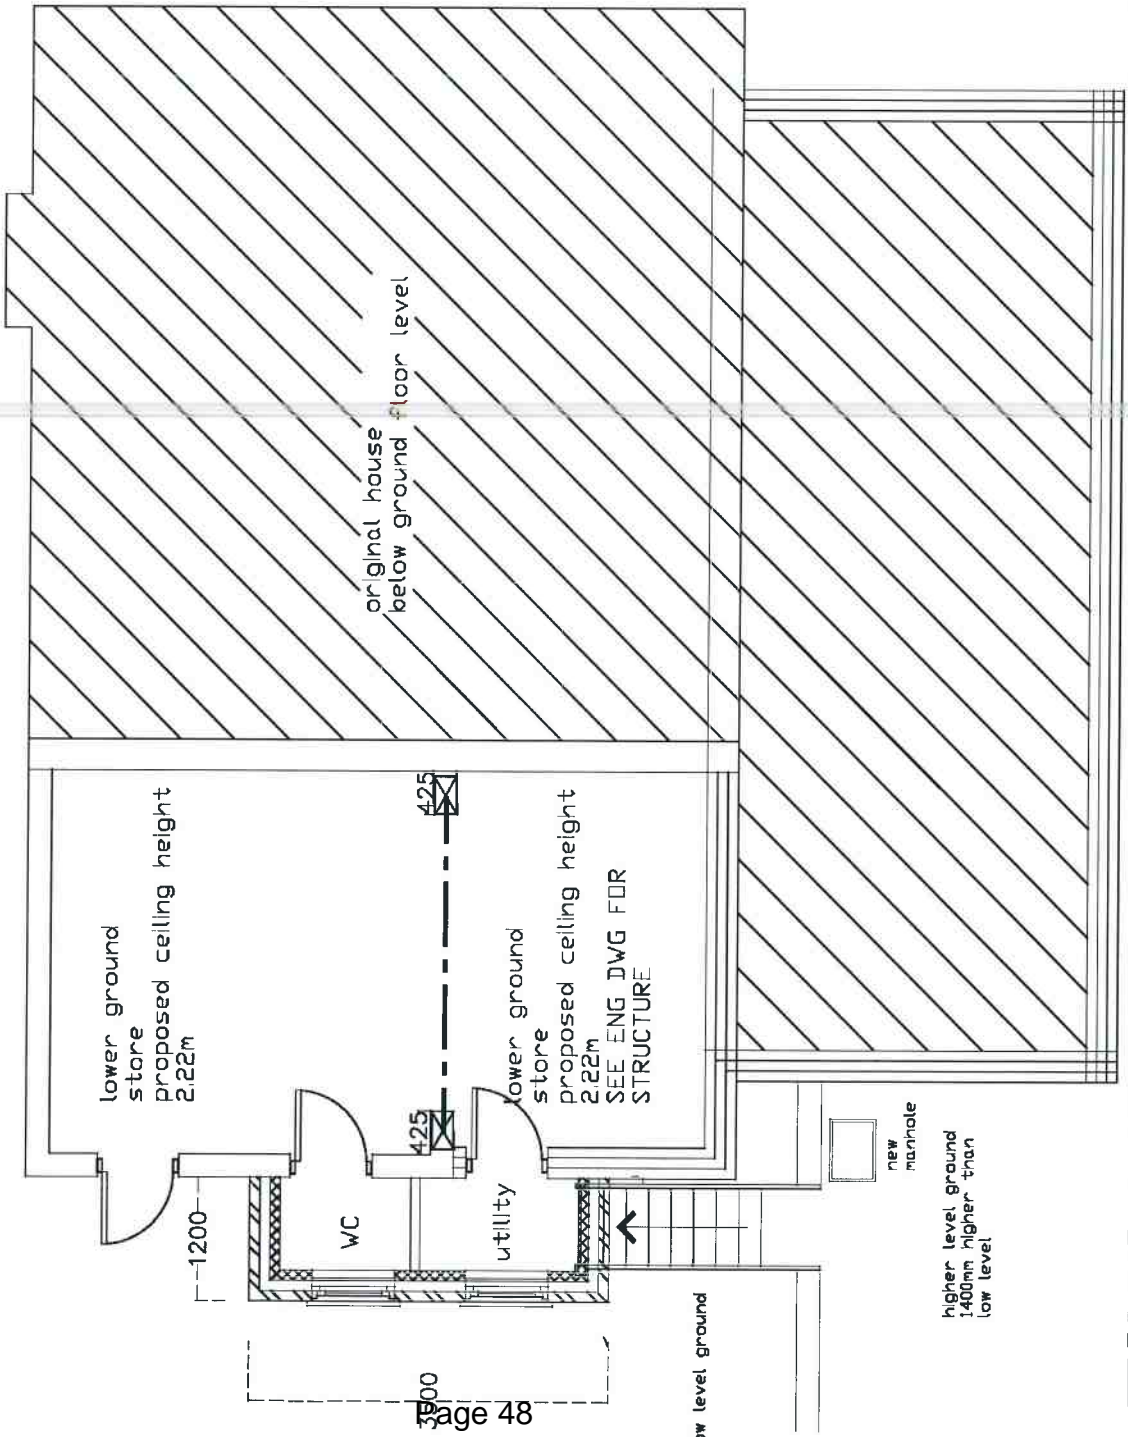 original house
below ground floor level
lower ground
store
proposed ceiling height
2.22m
425
425
lower ground
store
proposed ceiling height
2.22m
SEE ENG DWG FOR
STRUCTURE
WC
utility
1200
new
manhole
higher level ground
1400mm higher than
low level
level ground
Page 48